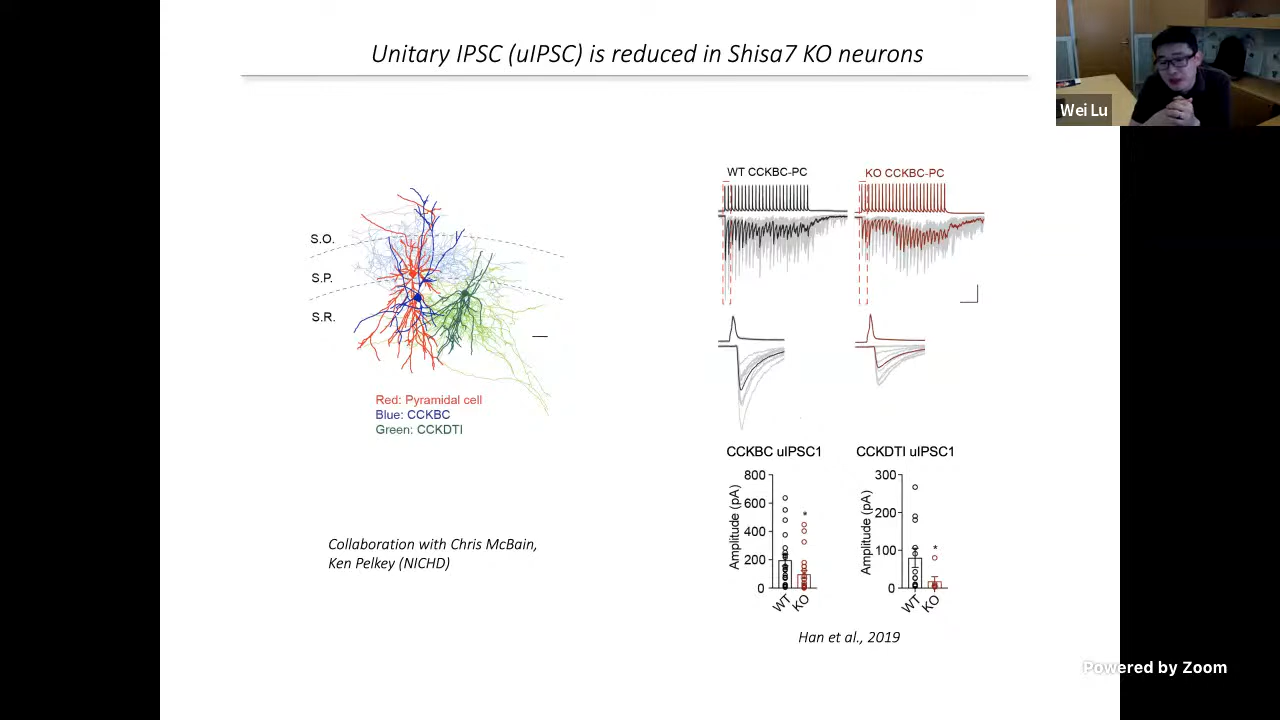 Unitary IPSC (uIPSC) is reduced in Shisa7 KO neurons
Wei Lu
S.O.
S.P.
S.R.
Red: Pyramidal cell
Blue: CCKBC
Green: CCKDTI
Collaboration with Chris McBain,
Ken Pelkey (NICHD)
WT CCKBC-PC
KO CCKBC-PC
CCKBC uIPSC1
Amplitude (pA)
800
600
400
200
0
*
WT
KO
CCKDTI uIPSC1
Amplitude (pA)
300
200
100
0
*
WT
KO
Han et al., 2019
Powered by Zoom